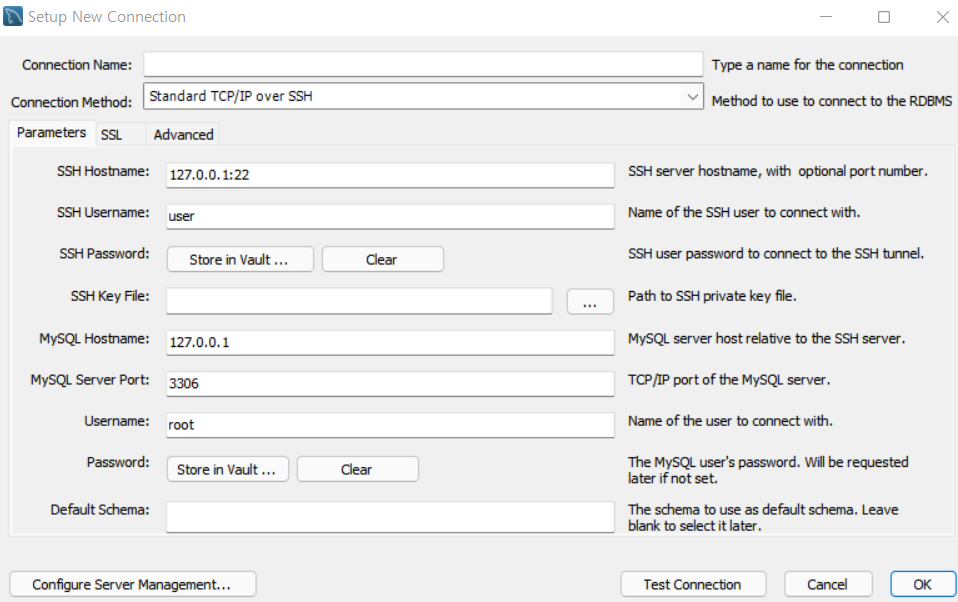 Setup New Connection
Connection Name:
Type a name for the connection
Connection Method: Standard TCP/IP over SSH
Method to use to connect to the RDBMS
Parameters SSL Advanced
SSH Hostname: 127.0.0.1:22
SSH server hostname, with  optional port number.
SSH Username: user
Name of the SSH user to connect with.
SSH Password: Store in Vault ... Clear
SSH user password to connect to the SSH tunnel.
SSH Key File: ...
Path to SSH private key file.
MySQL Hostname: 127.0.0.1
MySQL server host relative to the SSH server.
MySQL Server Port: 3306
TCP/IP port of the MySQL server.
Username: root
Name of the user to connect with.
Password: Store in Vault ... Clear
The MySQL user's password. Will be requested
later if not set.
Default Schema:
The schema to use as default schema. Leave
blank to select it later.
Configure Server Management... Test Connection Cancel OK